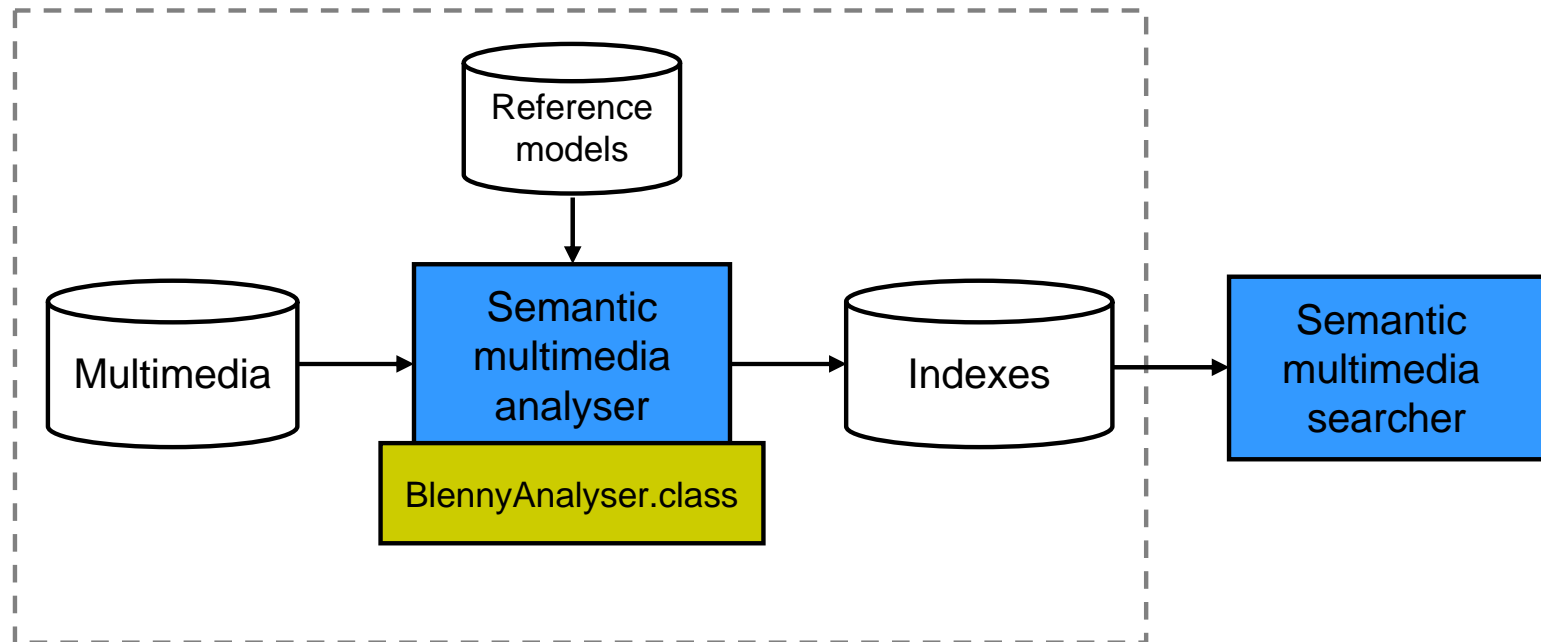 Reference
models
Multimedia
Semantic
multimedia
analyser
BlennyAnalyser.class
Indexes
Semantic
multimedia
searcher